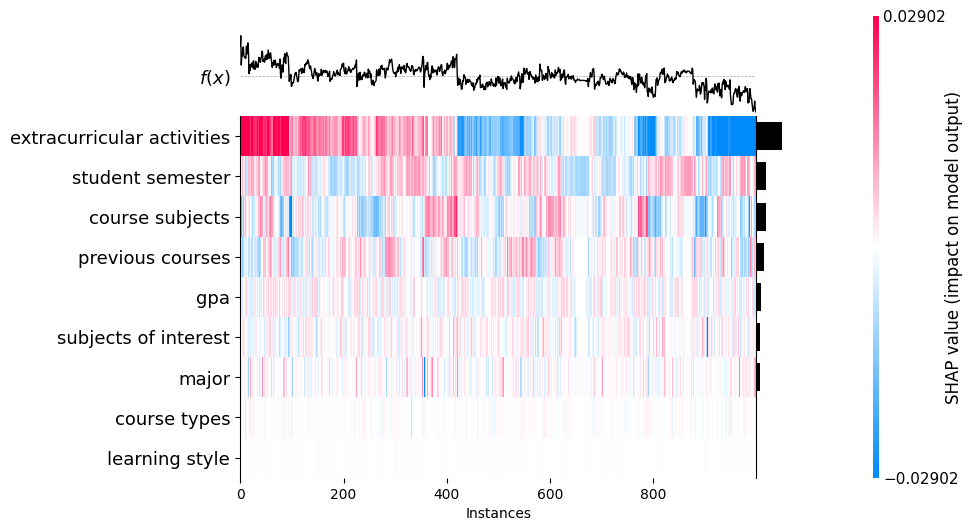 0.02902
f(x)
extracurricular activities
student semester
course subjects
previous courses
gpa
subjects of interest
major
course types
learning style
0 200 400 600 800
Instances
−0.02902
SHAP value (impact on model output)